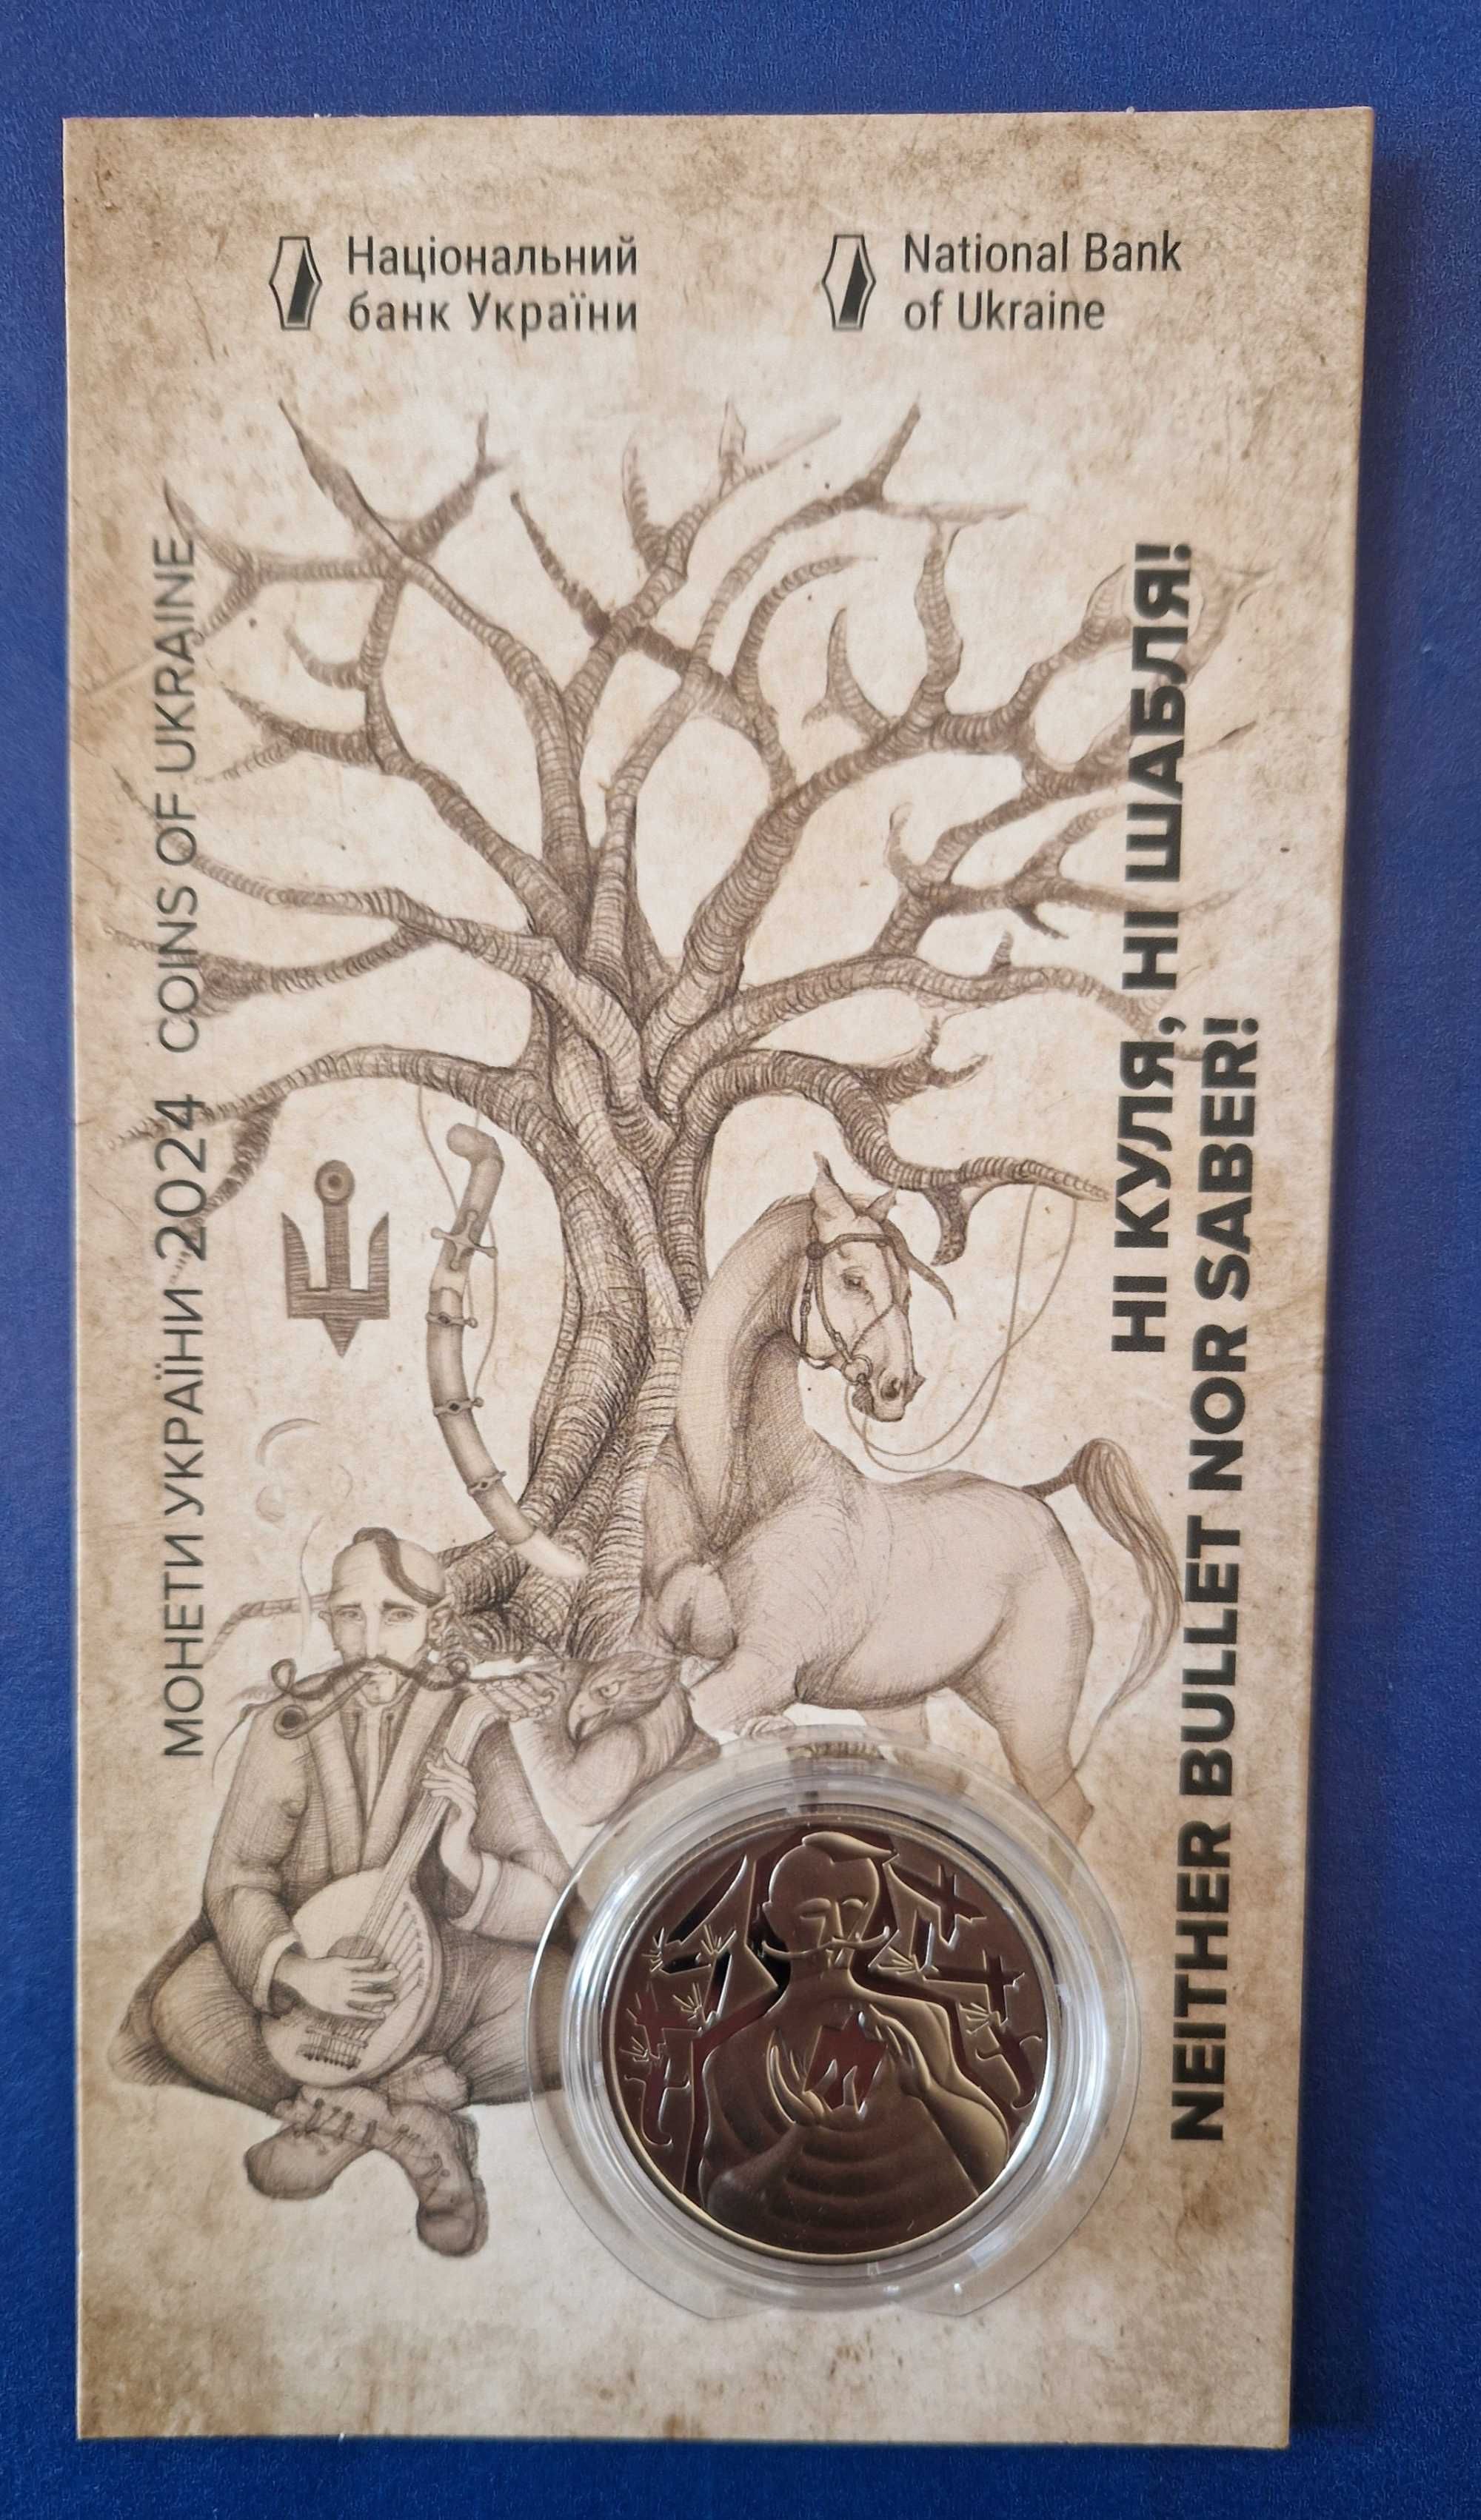 Національний
банк України
National Bank
of Ukraine
МОНЕТИ УКРАЇНИ 2024 COINS OF UKRAINE
НІ КУЛЯ, НІ ШАБЛЯ!
NEITHER BULLET NOR SABER!